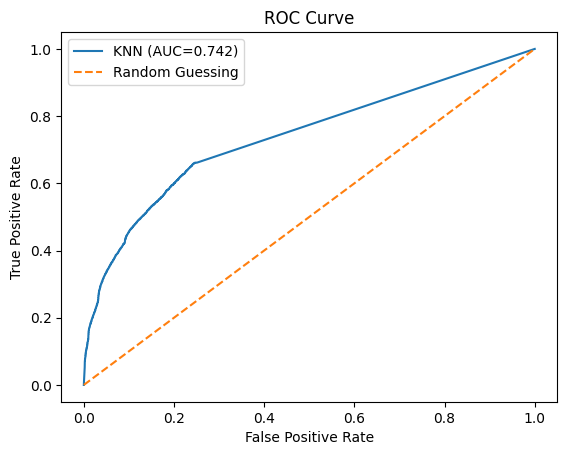 ROC Curve
KNN (AUC=0.742)
Random Guessing
True Positive Rate
1.0
0.8
0.6
0.4
0.2
0.0
0.0 0.2 0.4 0.6 0.8 1.0
False Positive Rate